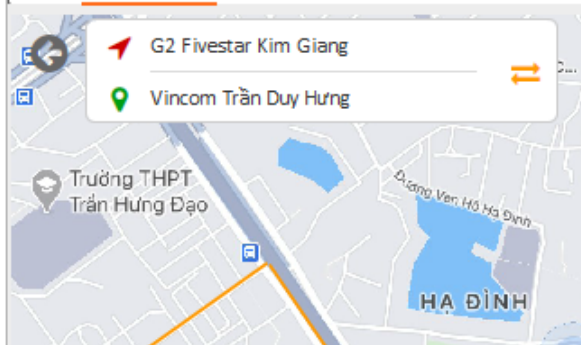 G2 Fivestar Kim Giang
Vincom Trần Duy Hưng
Trường THPT
Trần Hưng Đạo
Đường Ven Hồ Hạ Đình
HẠ ĐÌNH